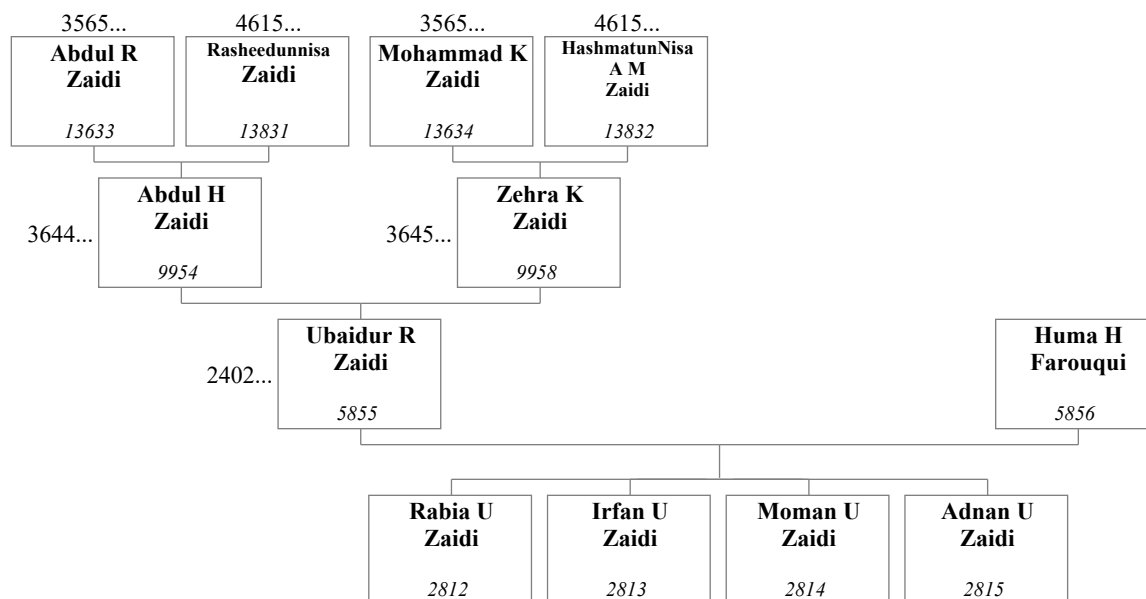 3565...
4615...
3565...
4615...
Abdul R
Zaidi
13633
Rasheedunnisa
Zaidi
13831
Mohammad K
Zaidi
13634
HashmatunNisa
A M
Zaidi
13832
3644...
Abdul H
Zaidi
9954
3645...
Zehra K
Zaidi
9958
2402...
Ubaidur R
Zaidi
5855
Huma H
Farouqui
5856
Rabia U
Zaidi
2812
Irfan U
Zaidi
2813
Moman U
Zaidi
2814
Adnan U
Zaidi
2815